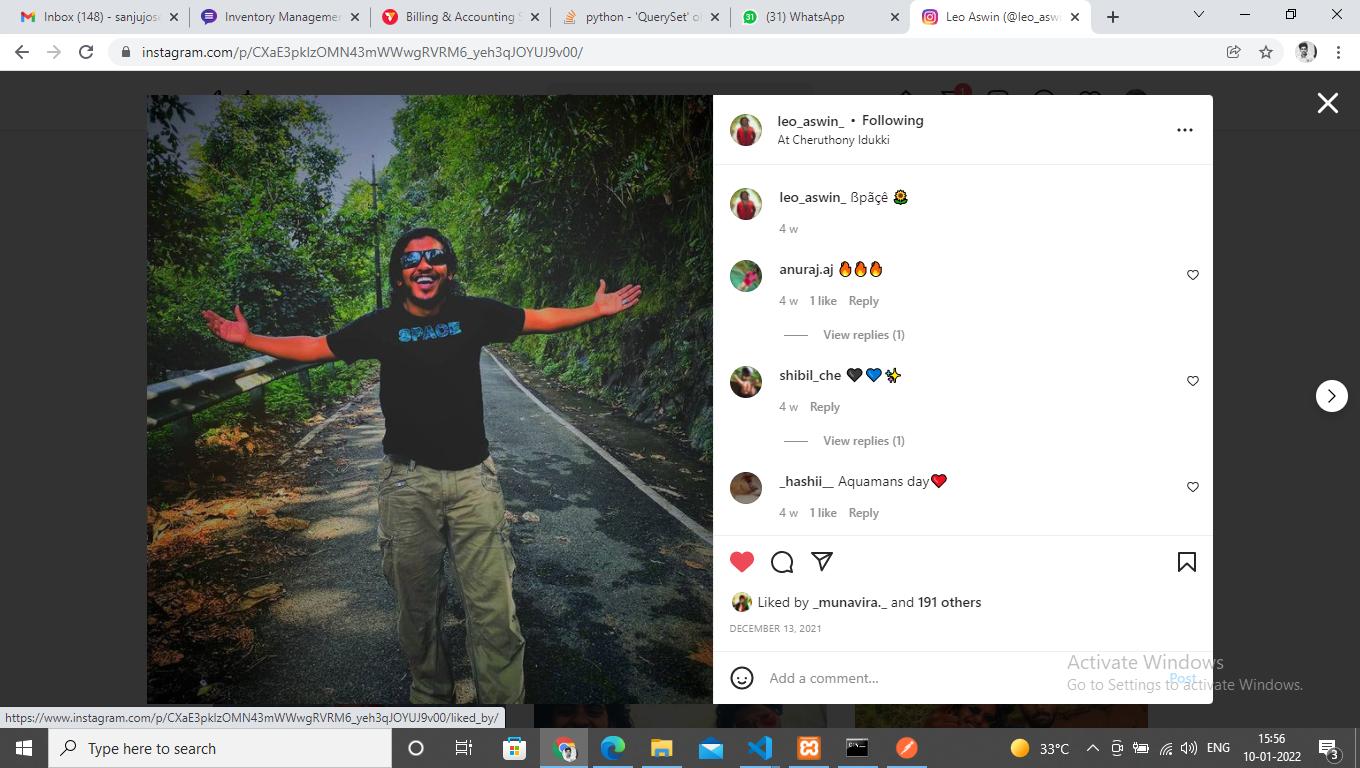 Inbox (148) - sanjujos
Inventory Managemen
Billing & Accounting S
python - 'QuerySet' o
(31) WhatsApp
Leo Aswin (@leo_asw
instagram.com/p/CXaE3pklzOMN43mWWwgRVRM6_yeh3qJOYUJ9v00/
leo_aswin_ • Following
At Cheruthony Idukki
leo_aswin_ ßpãçê 🌻
4 w
anuraj.aj 🔥🔥🔥
4 w 1 like Reply
View replies (1)
shibil_che 🖤💙✨
4 w Reply
View replies (1)
_hashii__ Aquamans day❤️
4 w 1 like Reply
SPACE
Liked by _munavira._ and 191 others
DECEMBER 13, 2021
Add a comment...
Post
Activate Windows
Go to Settings to activate Windows.
https://www.instagram.com/p/CXaE3pklzOMN43mWWwgRVRM6_yeh3qJOYUJ9v00/liked_by/
Type here to search
33°C
ENG
15:56
10-01-2022
3